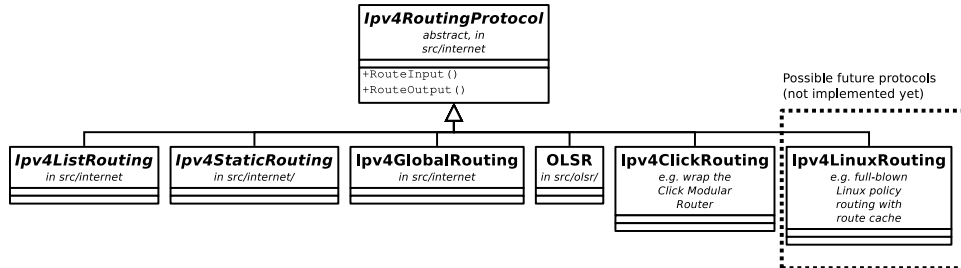 Ipv4RoutingProtocol
abstract, in
src/internet
+RouteInput()
+RouteOutput()
Possible future protocols
(not implemented yet)
Ipv4ListRouting
in src/internet
Ipv4StaticRouting
in src/internet/
Ipv4GlobalRouting
in src/internet
OLSR
in src/olsr/
Ipv4ClickRouting
e.g. wrap the
Click Modular
Router
Ipv4LinuxRouting
e.g. full-blown
Linux policy
routing with
route cache